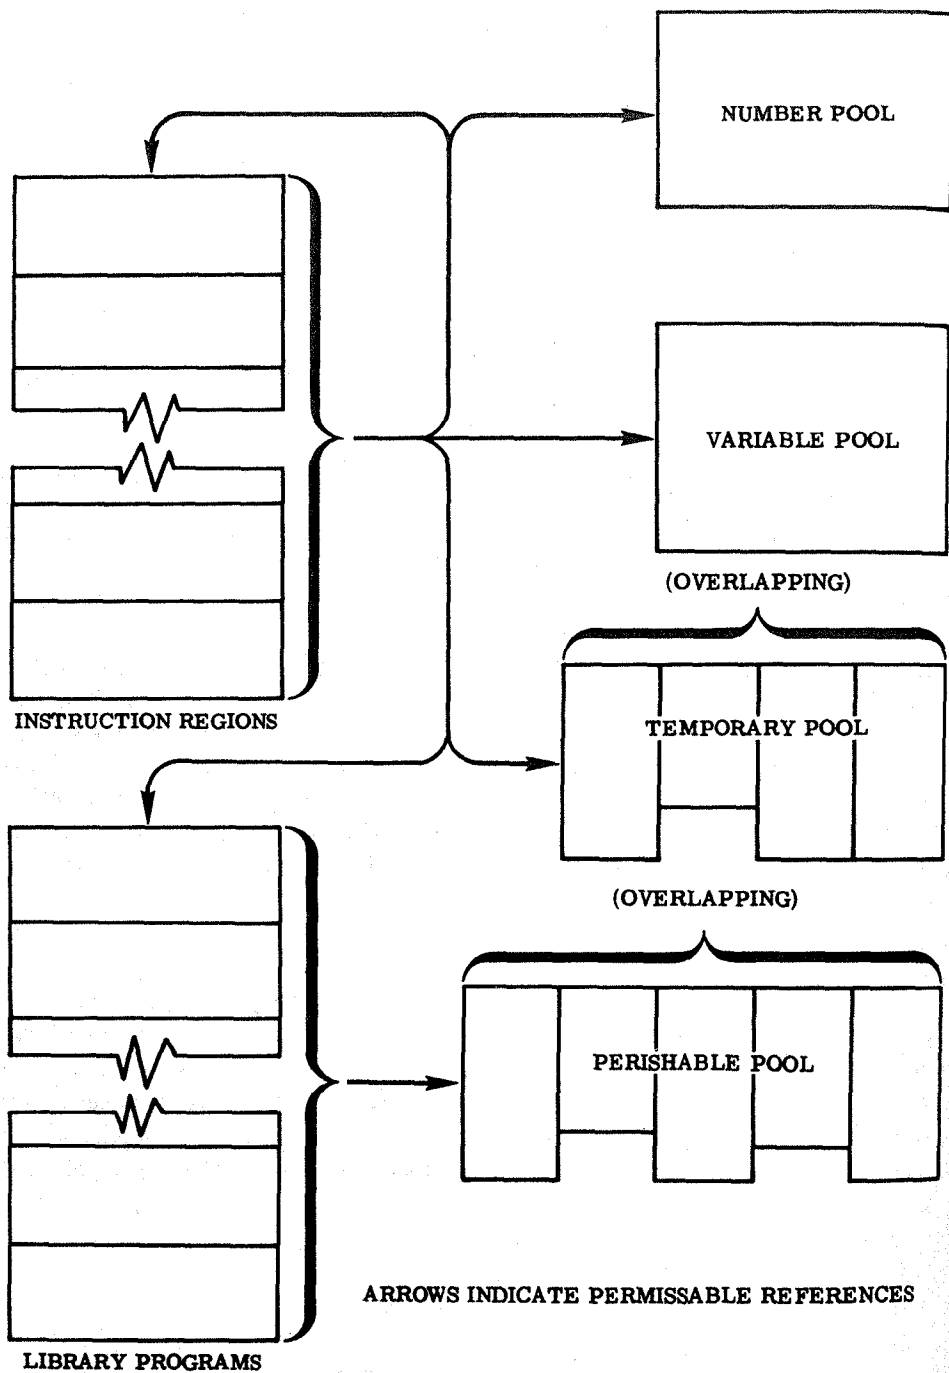 NUMBER POOL
VARIABLE POOL
(OVERLAPPING)
TEMPORARY POOL
INSTRUCTION REGIONS
(OVERLAPPING)
PERISHABLE POOL
ARROWS INDICATE PERMISSABLE REFERENCES
LIBRARY PROGRAMS